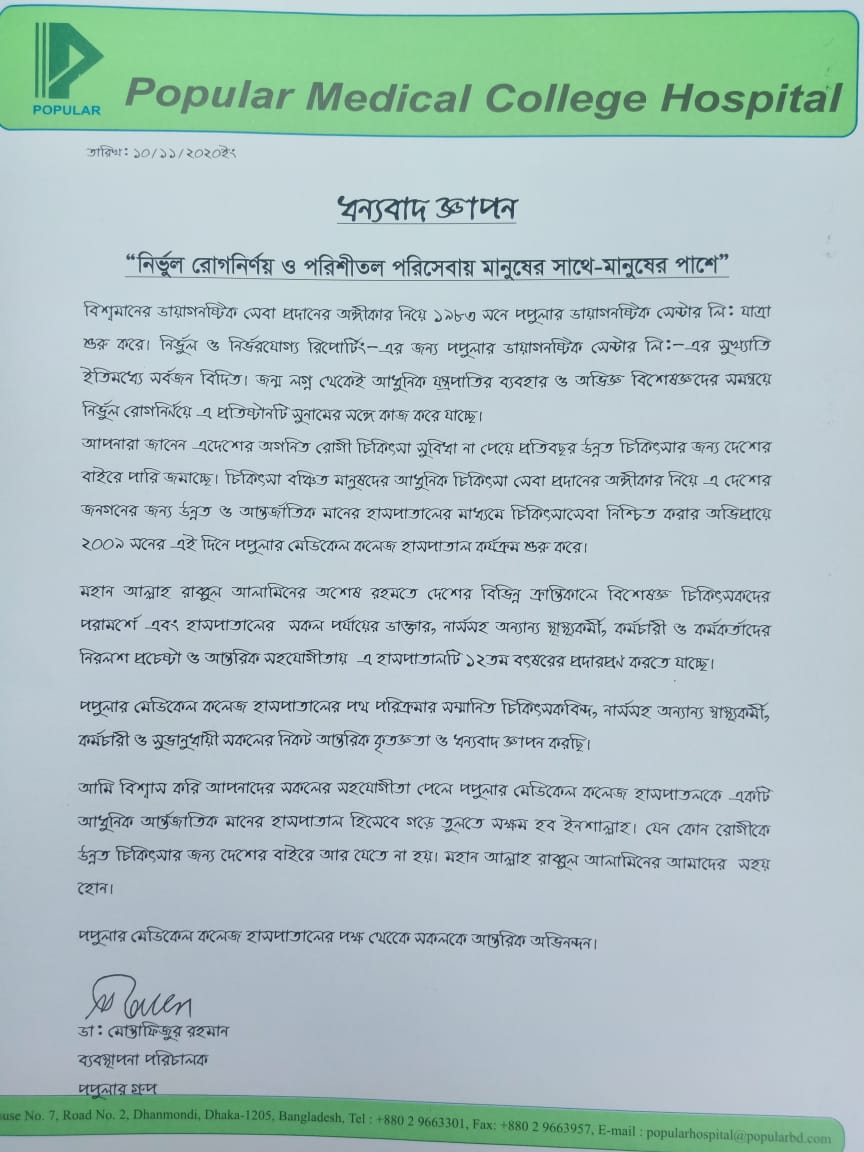 POPULAR
Popular Medical College Hospital
তারিখ: ১০/১১/২০২০ইং
ধন্যবাদ জ্ঞাপন
“নির্ভুল রোগনির্ণয় ও পরিশীতল পরিসেবায় মানুষের সাথে-মানুষের পাশে”
বিশ্বমানের ডায়াগনষ্টিক সেবা প্রদানের অঙ্গীকার নিয়ে ১৯৮৩ সনে পপুলার ডায়াগনষ্টিক সেন্টার লি: যাত্রা
শুরু করে। নির্ভুল ও নির্ভরযোগ্য রিপোর্টিং-এর জন্য পপুলার ডায়াগনষ্টিক সেন্টার লি:-এর সুখ্যাতি
ইতিমধ্যে সর্বজন বিদিত। জন্ম লগ্ন থেকেই আধুনিক যন্ত্রপাতির ব্যবহার ও অভিজ্ঞ বিশেষজ্ঞদের সমন্বয়ে
নির্ভুল রোগনির্নয়ে এ প্রতিষ্টানটি সুনামের সঙ্গে কাজ করে যাচ্ছে।
আপনারা জানেন এদেশের অগনিত রোগী চিকিৎসা সুবিধা না পেয়ে প্রতিবছর উন্নত চিকিৎসার জন্য দেশের
বাইরে পারি জমাচ্ছে। চিকিৎসা বঞ্চিত মানুষদের আধুনিক চিকিৎসা সেবা প্রদানের অঙ্গীকার নিয়ে এ দেশের
জনগনের জন্য উন্নত ও আন্তর্জাতিক মানের হাসপাতালের মাধ্যমে চিকিৎসাসেবা নিশ্চিত করার অভিপ্রায়ে
২০০৯ সনের এই দিনে পপুলার মেডিকেল কলেজ হাসপাতাল কার্যক্রম শুরু করে।
মহান আল্লাহ রাব্বুল আলামিনের অশেষ রহমতে দেশের বিভিন্ন ক্রান্তিকালে বিশেষজ্ঞ চিকিৎসকদের
পরামর্শে এবং হাসপাতালের সকল পর্যায়ের ডাক্তার, নার্সসহ অন্যান্য স্বাস্থ্যকর্মী, কর্মচারী ও কর্মকর্তাদের
নিরলশ প্রচেষ্টা ও আন্তরিক সহযোগীতায় এ হাসপাতালটি ১২তম বৎষরের প্রদারপ্রণ করতে যাচ্ছে।
পপুলার মেডিকেল কলেজ হাসপাতালের পথ পরিক্রমার সম্মানিত চিকিৎসকবিন্দ, নার্সসহ অন্যান্য স্বাস্থ্যকর্মী,
কর্মচারী ও সুভানুধায়ী সকলের নিকট আন্তরিক কৃতজ্ঞতা ও ধন্যবাদ জ্ঞাপন করছি।
আমি বিশ্বাস করি আপনাদের সকলের সহযোগীতা পেলে পপুলার মেডিকেল কলেজ হাসপাতলকে একটি
আধুনিক আর্ন্তজাতিক মানের হাসপাতাল হিসেবে গড়ে তুলতে সক্ষম হব ইনশাল্লাহ। যেন কোন রোগীকে
উন্নত চিকিৎসার জন্য দেশের বাইরে আর যেতে না হয়। মহান আল্লাহ রাব্বুল আলামিনের আমাদের সহয়
হোন।
পপুলার মেডিকেল কলেজ হাসপাতালের পক্ষ থেকে সকলকে আন্তরিক অভিনন্দন।
ডা: মোস্তাফিজুর রহমান
ব্যবস্থাপনা পরিচালক
পপুলার গ্রুপ
use No. 7, Road No. 2, Dhanmondi, Dhaka-1205, Bangladesh, Tel : +880 2 9663301, Fax: +880 2 9663957, E-mail : popularhospital@popularbd.com